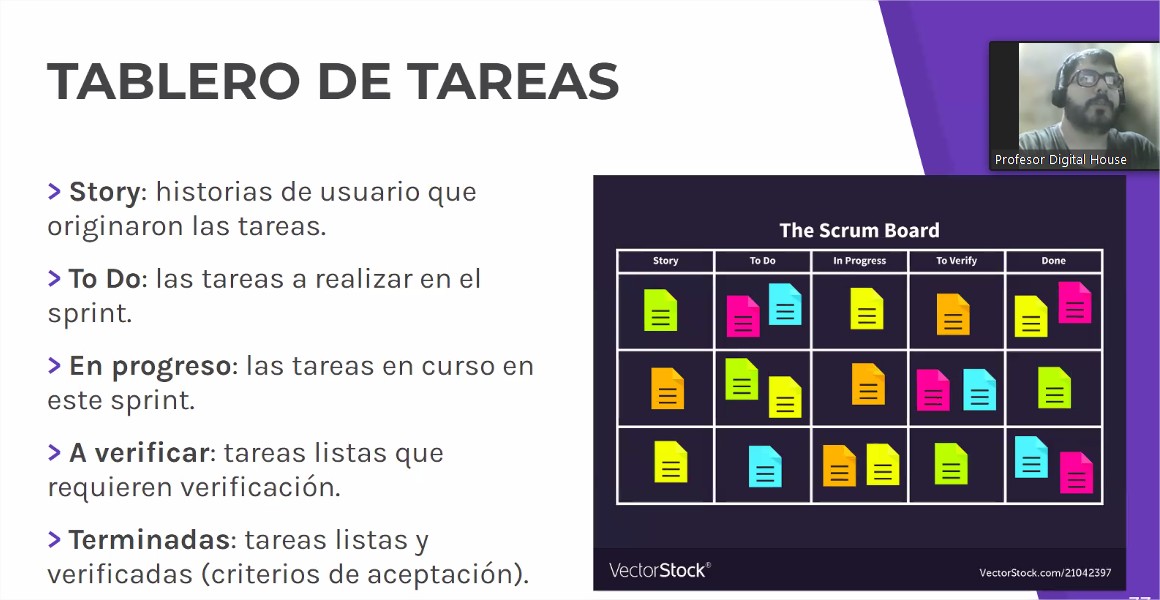 TABLERO DE TAREAS
Profesor Digital House
> Story: historias de usuario que
originaron las tareas.
> To Do: las tareas a realizar en el
sprint.
> En progreso: las tareas en curso en
este sprint.
> A verificar: tareas listas que
requieren verificación.
> Terminadas: tareas listas y
verificadas (criterios de aceptación).
The Scrum Board
Story To Do In Progress To Verify Done
VectorStock®
VectorStock.com/21042397